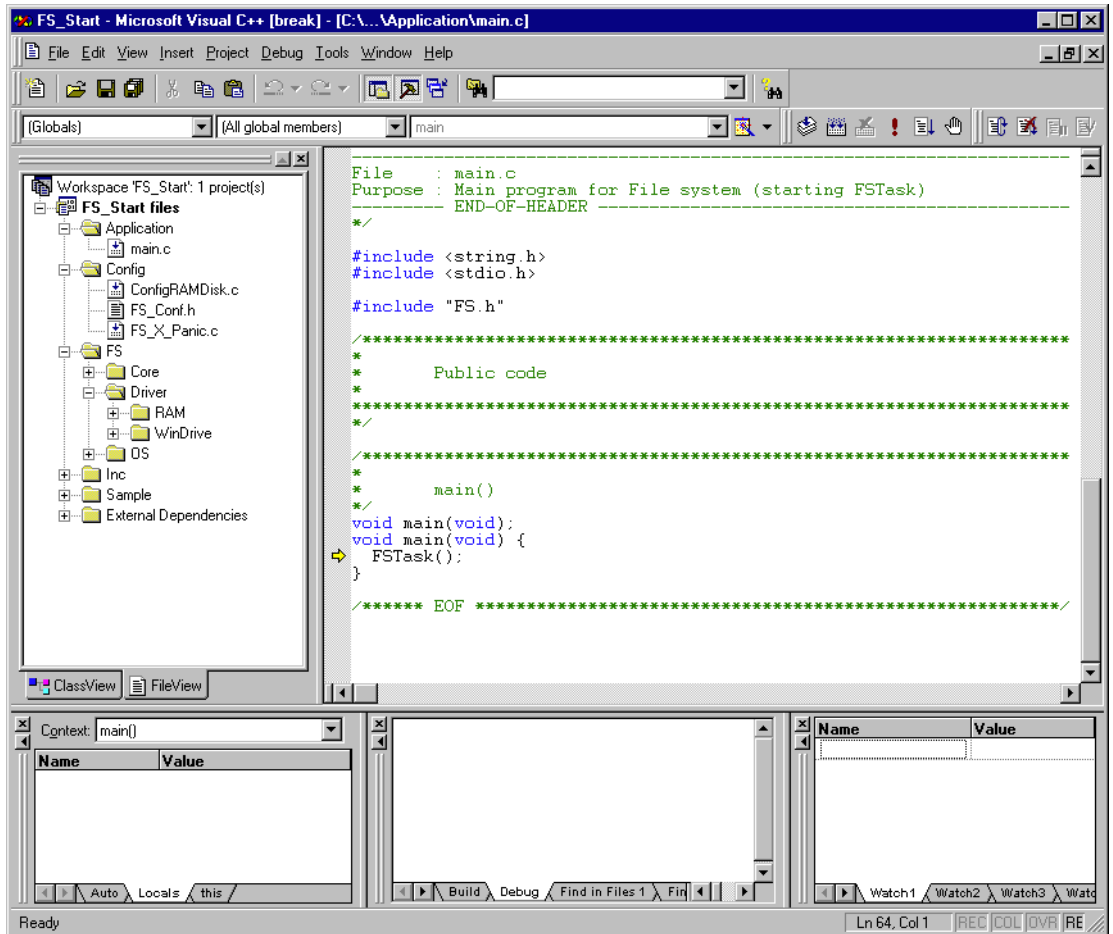 FS_Start - Microsoft Visual C++ [break] - [C:\...\Application\main.c]
File Edit View Insert Project Debug Tools Window Help
(Globals) (All global members) main
Workspace 'FS_Start': 1 project(s)
FS_Start files
Application
main.c
Config
ConfigRAMDisk.c
FS_Conf.h
FS_X_Panic.c
FS
Core
Driver
RAM
WinDrive
OS
Inc
Sample
External Dependencies
ClassView FileView
----------------------------------------------------------------------
File    : main.c
Purpose : Main program for File system (starting FSTask)
--------- END-OF-HEADER ----------------------------------------------
*/
#include <string.h>
#include <stdio.h>
#include "FS.h"
/*********************************************************************
*
*       Public code
*
**********************************************************************
*/
/*********************************************************************
*
*       main()
*/
void main(void);
void main(void) {
  FSTask();
}
/****** EOF *********************************************************/
Context: main()
Name Value
Auto Locals this
Build Debug Find in Files 1 Fin
Name Value
Watch1 Watch2 Watch3 Watc
Ready Ln 64, Col 1 REC COL OVR RE